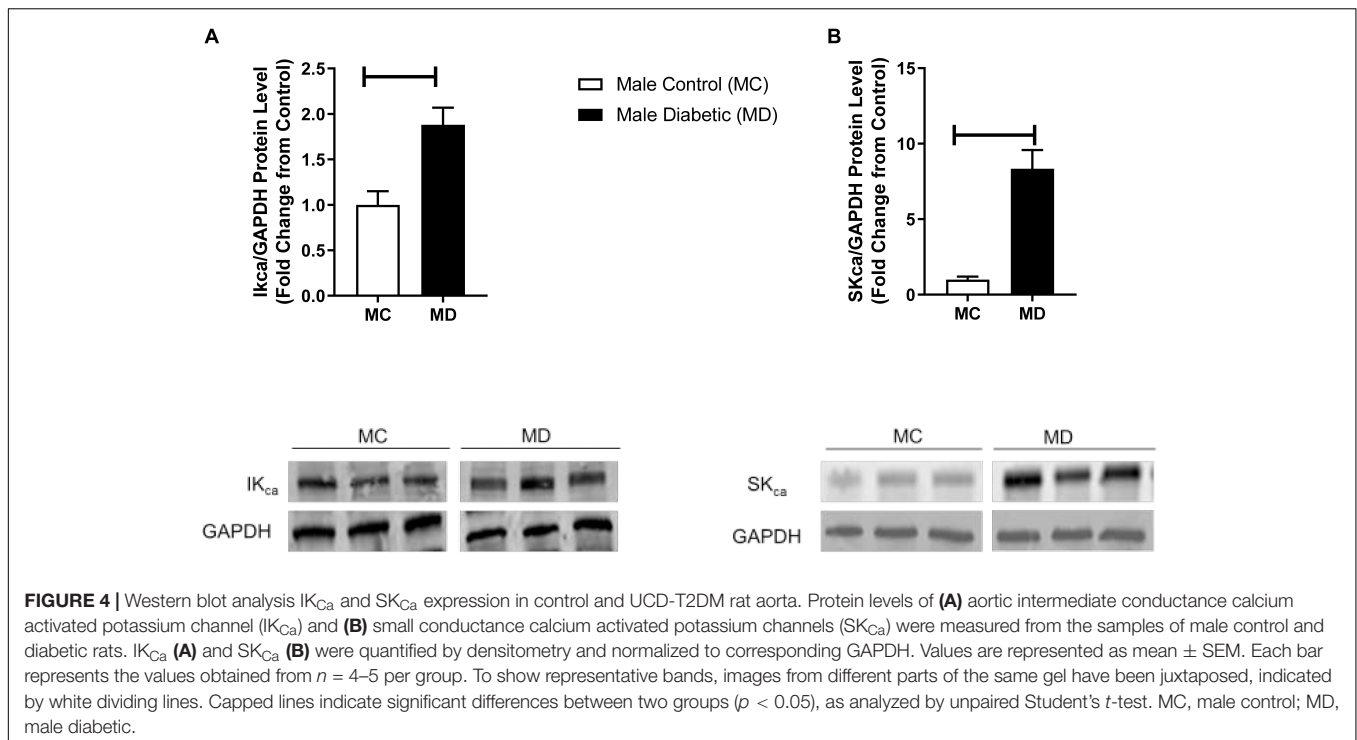 A
Ikca/GAPDH Protein Level
(Fold Change from Control)
2.5
2.0
1.5
1.0
0.5
0.0
MC MD
Male Control (MC)
Male Diabetic (MD)
B
SKca/GAPDH Protein Level
(Fold Change from Control)
15
10
5
0
MC MD
MC MD
IKca
GAPDH
MC MD
SKca
GAPDH
FIGURE 4 | Western blot analysis IKCa and SKCa expression in control and UCD-T2DM rat aorta. Protein levels of (A) aortic intermediate conductance calcium
activated potassium channel (IKCa) and (B) small conductance calcium activated potassium channels (SKCa) were measured from the samples of male control and
diabetic rats. IKCa (A) and SKCa (B) were quantified by densitometry and normalized to corresponding GAPDH. Values are represented as mean ± SEM. Each bar
represents the values obtained from n = 4–5 per group. To show representative bands, images from different parts of the same gel have been juxtaposed, indicated
by white dividing lines. Capped lines indicate significant differences between two groups (p < 0.05), as analyzed by unpaired Student's t-test. MC, male control; MD,
male diabetic.